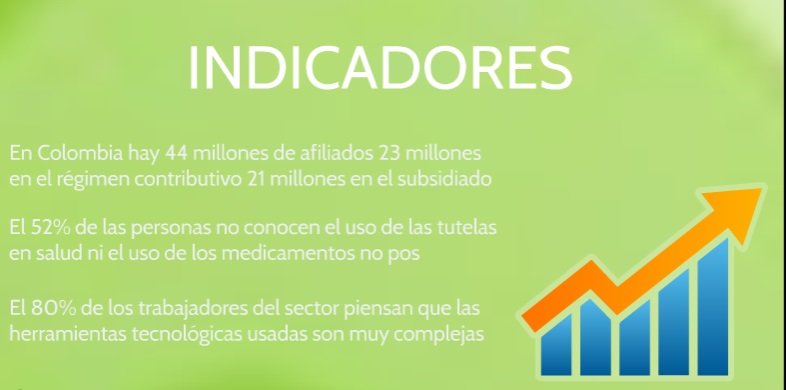 INDICADORES
En Colombia hay 44 millones de afiliados 23 millones
en el régimen contributivo 21 millones en el subsidiado
El 52% de las personas no conocen el uso de las tutelas
en salud ni el uso de los medicamentos no pos
El 80% de los trabajadores del sector piensan que las
herramientas tecnológicas usadas son muy complejas